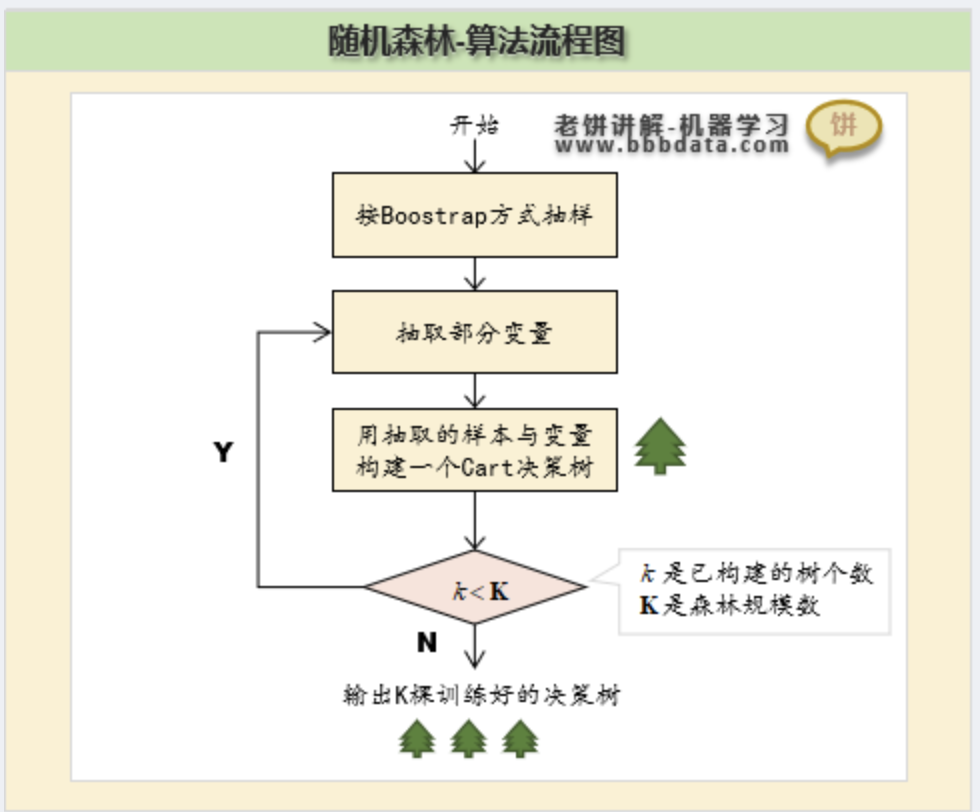 随机森林-算法流程图
开始
老饼讲解-机器学习
www.bbbdata.com
饼
按Boostrap方式抽样
抽取部分变量
用抽取的样本与变量
构建一个Cart决策树
Y
k<K
k是已构建的树个数
K是森林规模数
N
输出K棵训练好的决策树